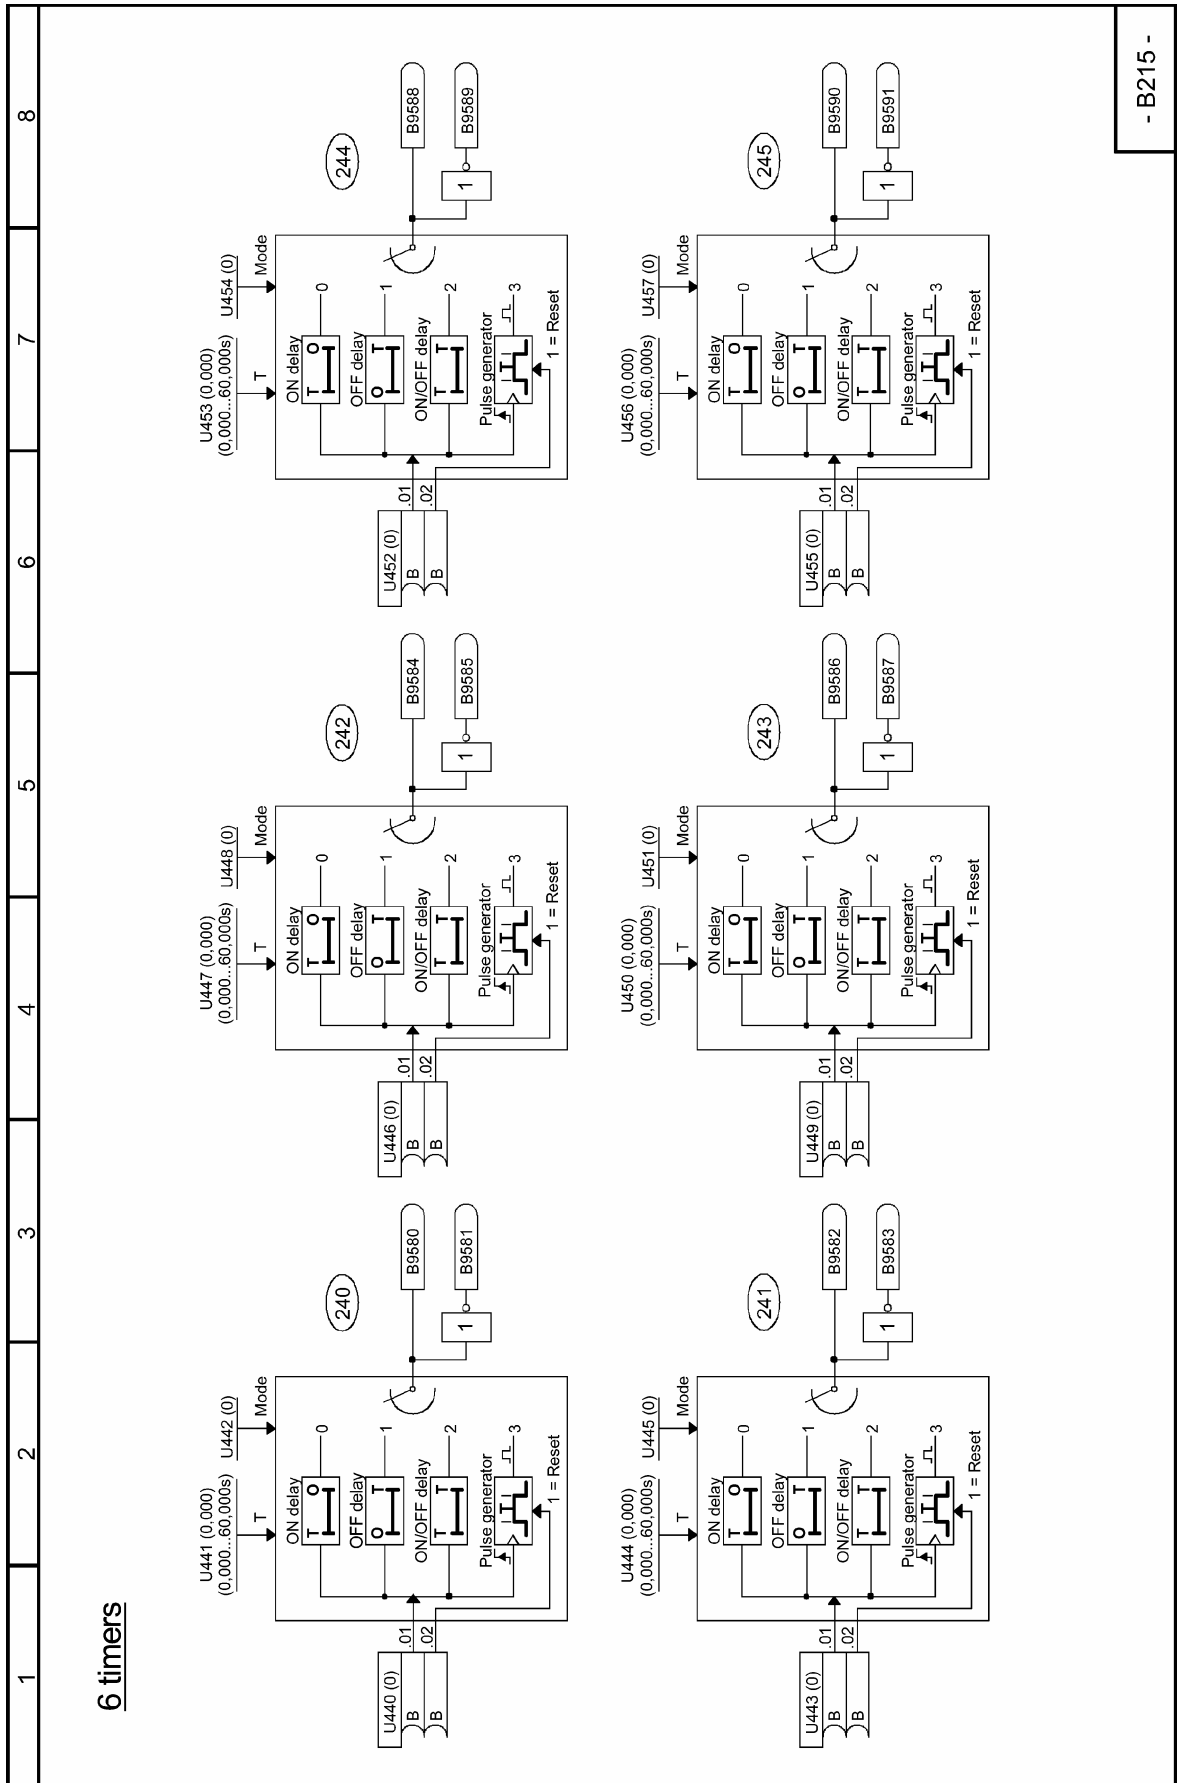 6 timers
U441 (0,000)
(0,000...60,000s)
T
U442 (0)
Mode
240
U440 (0)
B
.01
B
.02
ON delay
T O
0
OFF delay
O T
1
ON/OFF delay
T T
2
Pulse generator
T
3
1 = Reset
B9580
1
B9581
U447 (0,000)
(0,000...60,000s)
T
U448 (0)
Mode
242
U446 (0)
B
.01
B
.02
ON delay
T O
0
OFF delay
O T
1
ON/OFF delay
T T
2
Pulse generator
T
3
1 = Reset
B9584
1
B9585
U453 (0,000)
(0,000...60,000s)
T
U454 (0)
Mode
244
U452 (0)
B
.01
B
.02
ON delay
T O
0
OFF delay
O T
1
ON/OFF delay
T T
2
Pulse generator
T
3
1 = Reset
B9588
1
B9589
U444 (0,000)
(0,000...60,000s)
T
U445 (0)
Mode
241
U443 (0)
B
.01
B
.02
ON delay
T O
0
OFF delay
O T
1
ON/OFF delay
T T
2
Pulse generator
T
3
1 = Reset
B9582
1
B9583
U450 (0,000)
(0,000...60,000s)
T
U451 (0)
Mode
243
U449 (0)
B
.01
B
.02
ON delay
T O
0
OFF delay
O T
1
ON/OFF delay
T T
2
Pulse generator
T
3
1 = Reset
B9586
1
B9587
U456 (0,000)
(0,000...60,000s)
T
U457 (0)
Mode
245
U455 (0)
B
.01
B
.02
ON delay
T O
0
OFF delay
O T
1
ON/OFF delay
T T
2
Pulse generator
T
3
1 = Reset
B9590
1
B9591
1 2 3 4 5 6 7 8
- B215 -